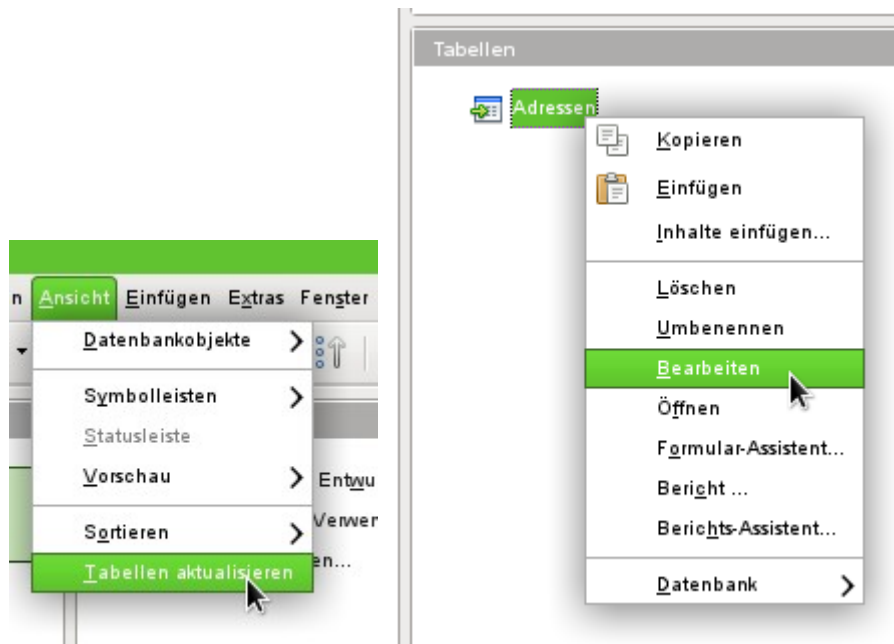 n Ansicht Einfügen Extras Fenster
Datenbankobjekte
Symbolleisten
Statusleiste
Vorschau
Entwu
Sortieren
Verwer
Tabellen aktualisieren
en...
Tabellen
Adressen
Kopieren
Einfügen
Inhalte einfügen...
Löschen
Umbenennen
Bearbeiten
Öffnen
Formular-Assistent...
Bericht ...
Berichts-Assistent...
Datenbank